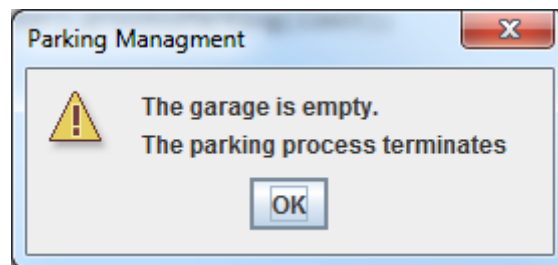 Parking Managment
The garage is empty.
The parking process terminates
OK